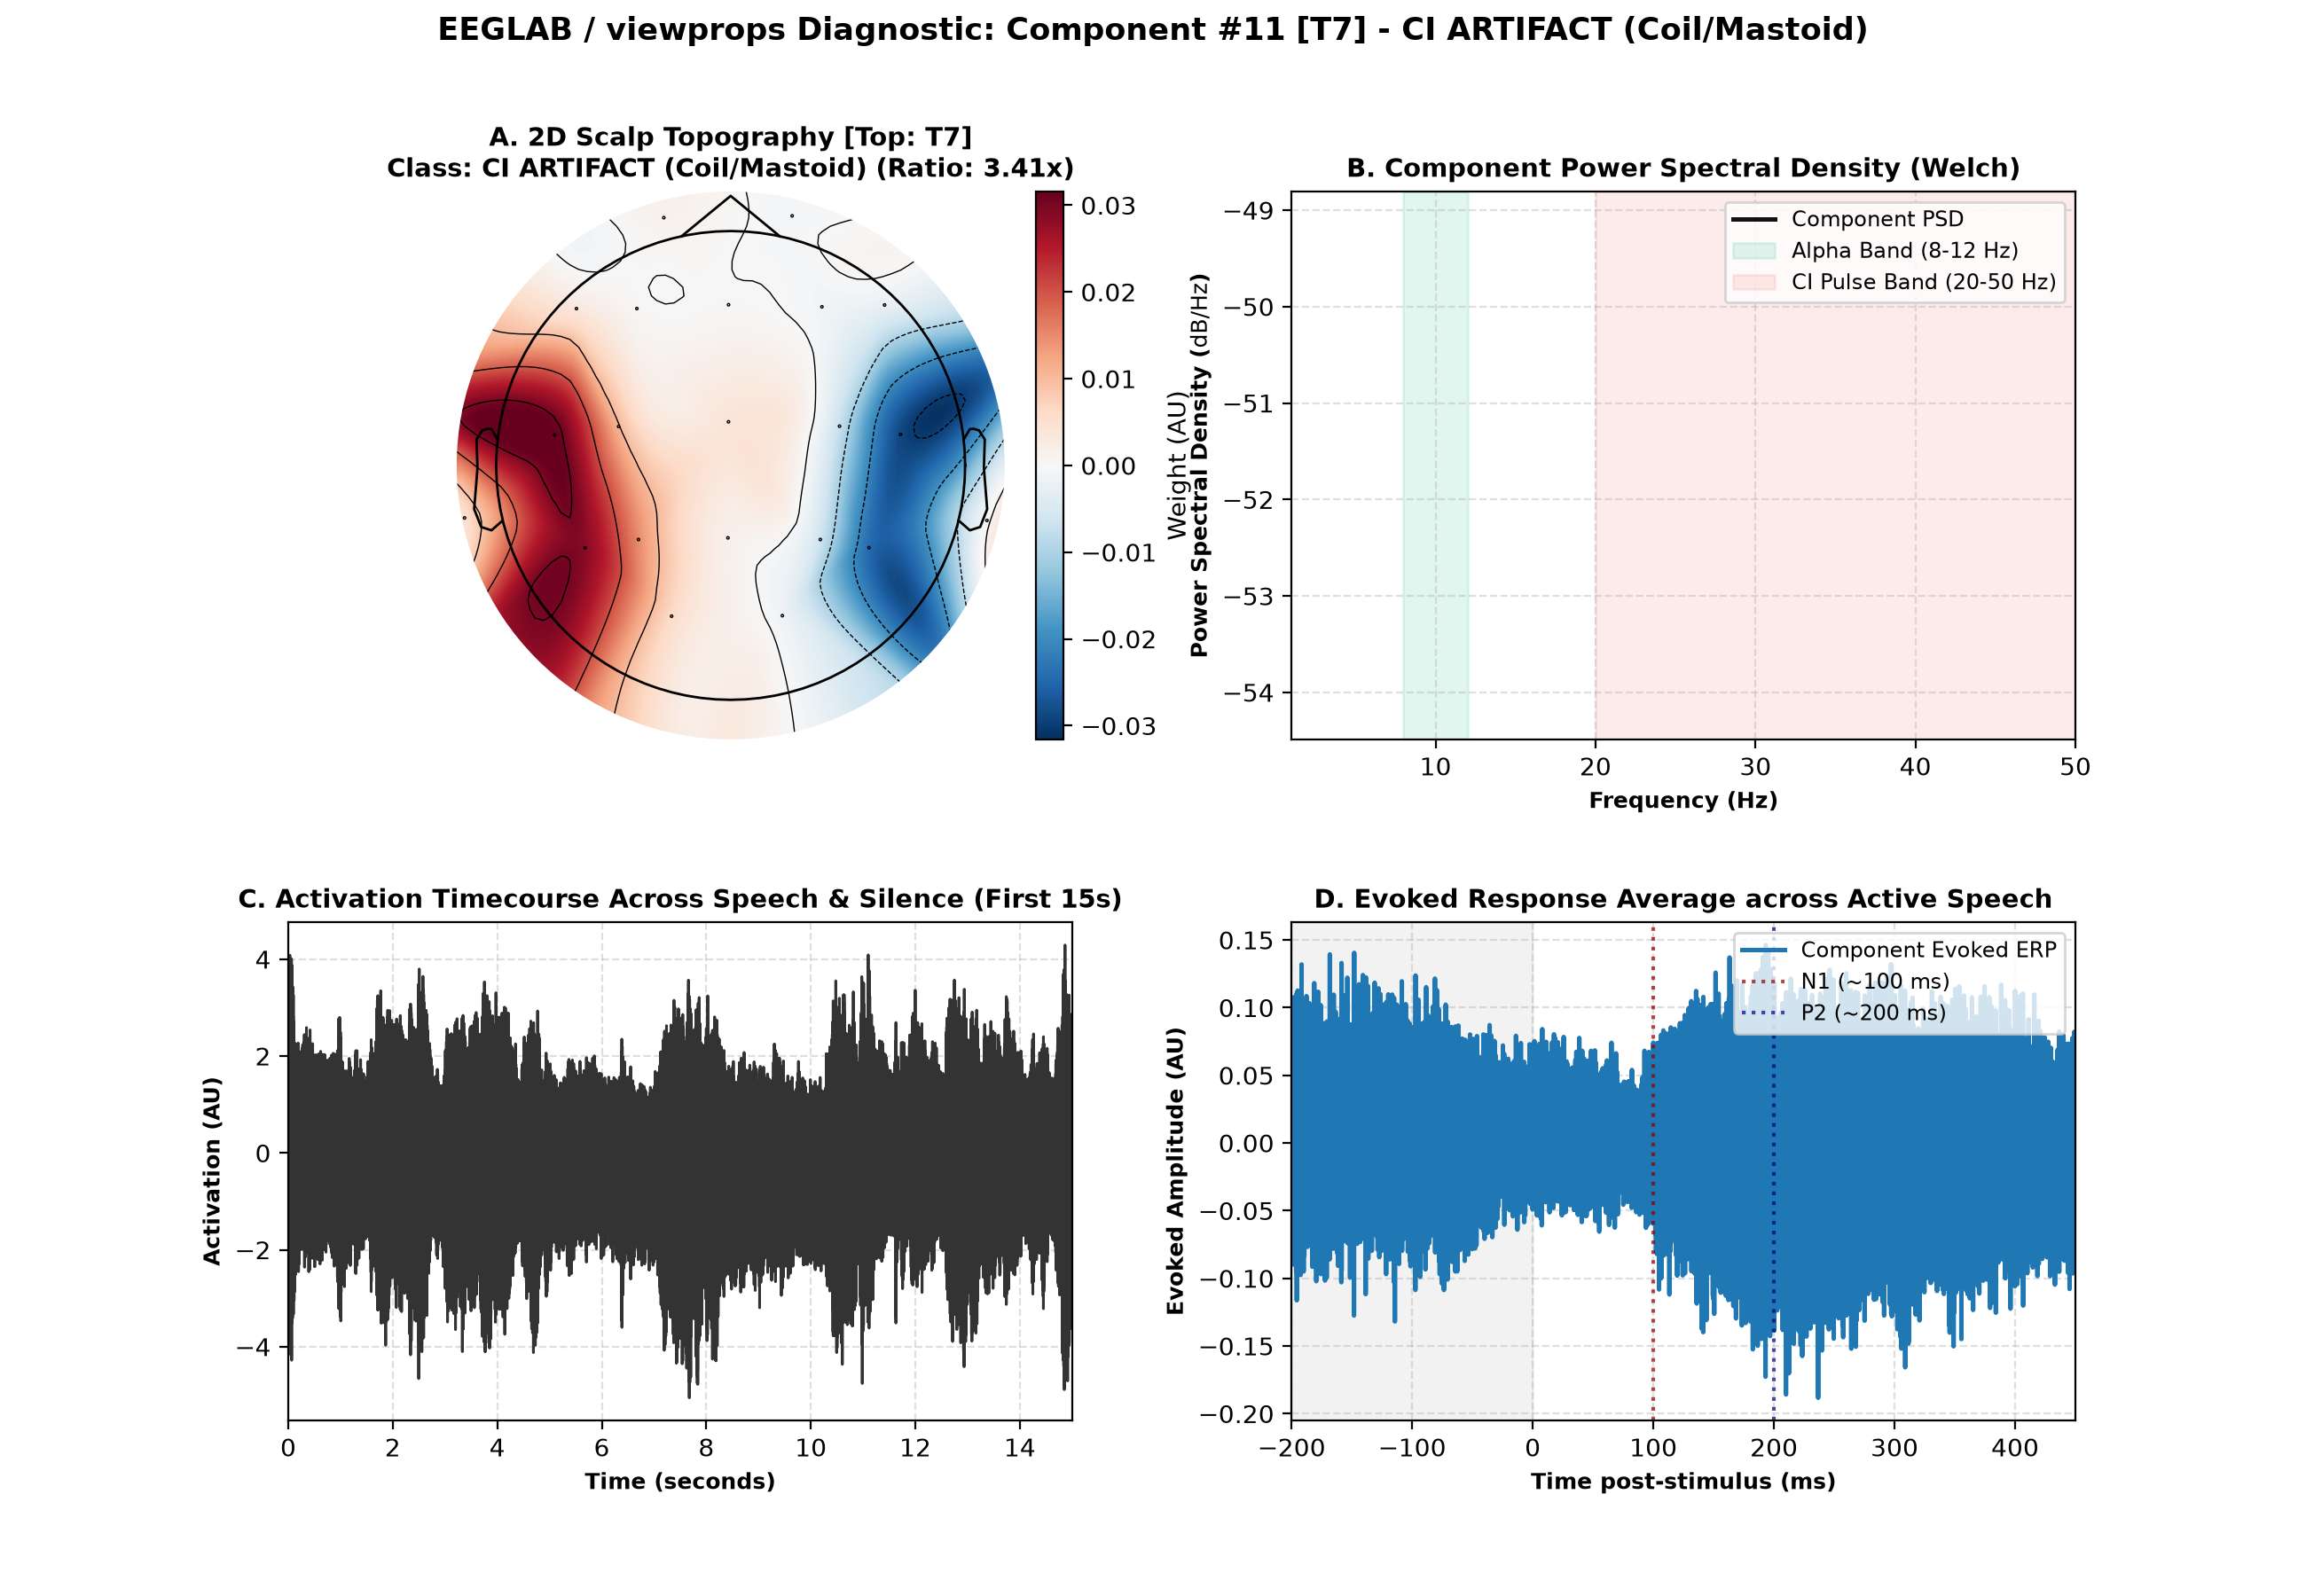 EEGLAB / viewprops Diagnostic: Component #11 [T7] - CI ARTIFACT (Coil/Mastoid)
A. 2D Scalp Topography [Top: T7]
Class: CI ARTIFACT (Coil/Mastoid) (Ratio: 3.41x)
0.03
0.02
0.01
0.00
−0.01
−0.02
−0.03
Weight (AU)
B. Component Power Spectral Density (Welch)
Power Spectral Density (dB/Hz)
−49
−50
−51
−52
−53
−54
Component PSD
Alpha Band (8-12 Hz)
CI Pulse Band (20-50 Hz)
10 20 30 40 50
Frequency (Hz)
C. Activation Timecourse Across Speech & Silence (First 15s)
Activation (AU)
4
2
0
−2
−4
0 2 4 6 8 10 12 14
Time (seconds)
D. Evoked Response Average across Active Speech
Evoked Amplitude (AU)
0.15
0.10
0.05
0.00
−0.05
−0.10
−0.15
−0.20
Component Evoked ERP
N1 (~100 ms)
P2 (~200 ms)
−200 −100 0 100 200 300 400
Time post-stimulus (ms)